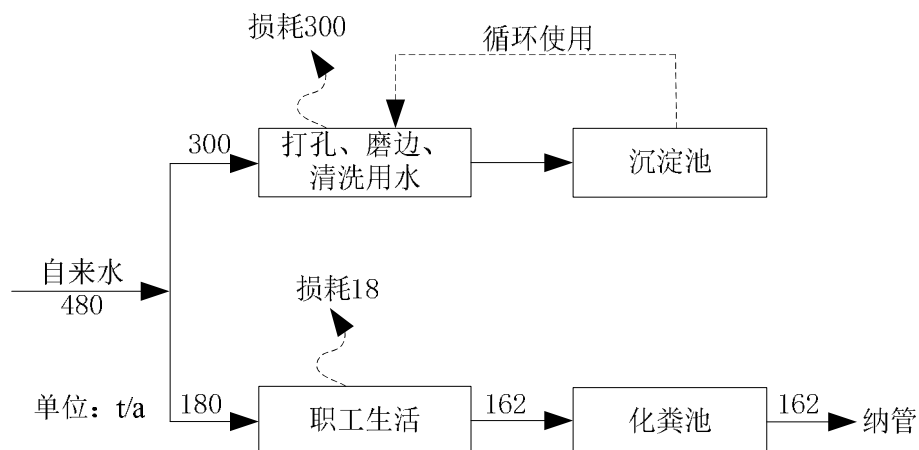 损耗300
循环使用
300
打孔、磨边、
清洗用水
沉淀池
自来水
480
损耗18
单位：t/a
180
职工生活
162
化粪池
162
纳管